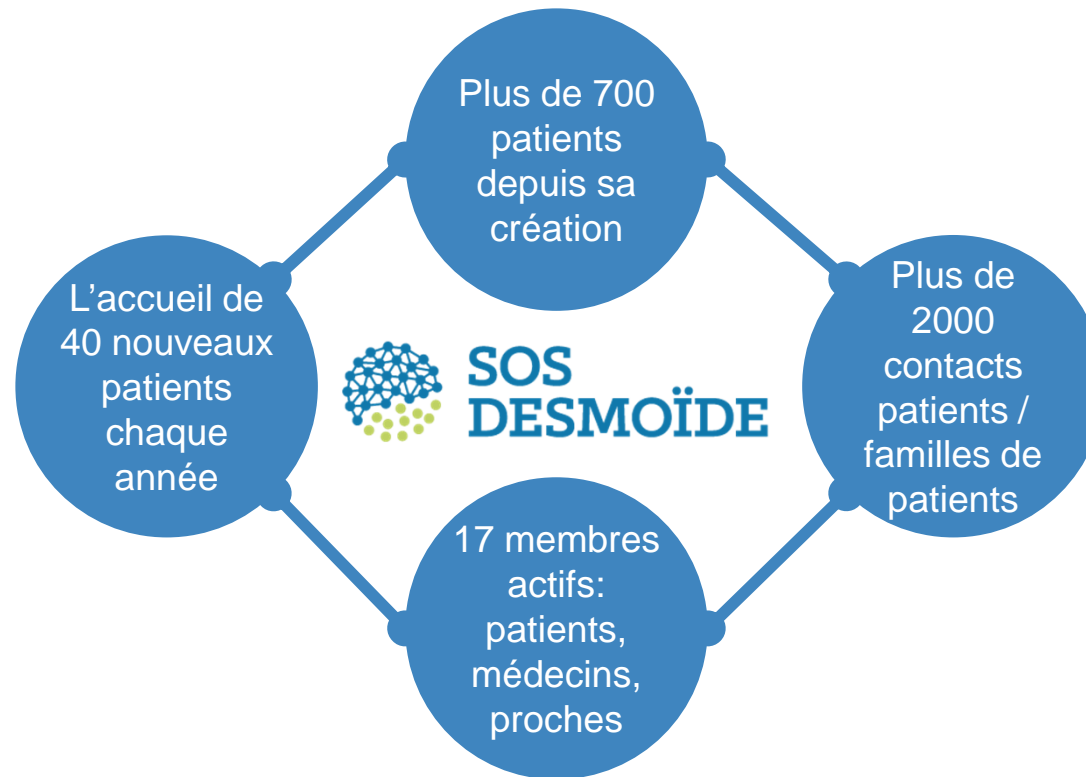 Plus de 700
patients
depuis sa
création
L’accueil de
40 nouveaux
patients
chaque
année
SOS
DESMOÏDE
Plus de
2000
contacts
patients /
familles de
patients
17 membres
actifs:
patients,
médecins,
proches